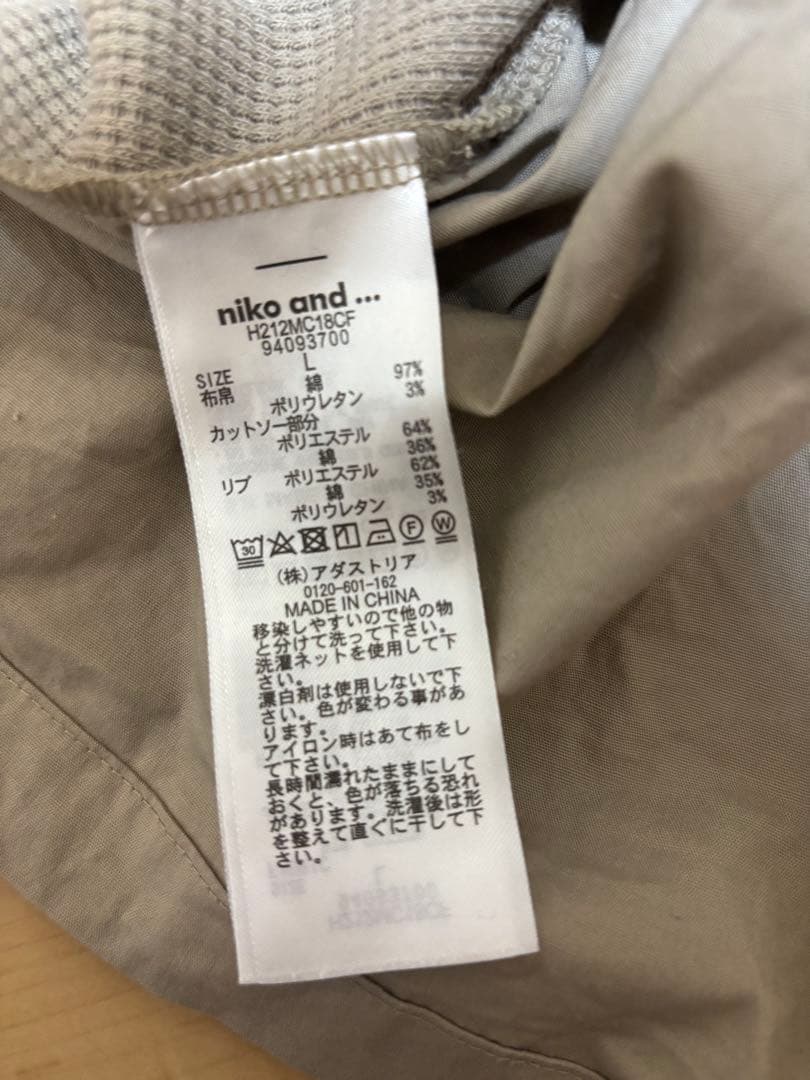 niko and ...
H212MC18CF
94093700
SIZE L
布帛 綿 97%
ポリウレタン 3%
カットソー部分
ポリエステル 64%
綿 36%
リブ ポリエステル 62%
綿 35%
ポリウレタン 3%
30 F W
(株)アダストリア
0120-601-162
MADE IN CHINA
移染しやすいので他の物
と分けて洗って下さい。
洗濯ネットを使用して下
さい。
漂白剤は使用しないで下
さい。色が変わる事があ
ります。
アイロン時はあて布をし
て下さい。
長時間濡れたままにして
おくと、色が落ちる恐れ
があります。洗濯後は形
を整えて直ぐに干して下
さい。